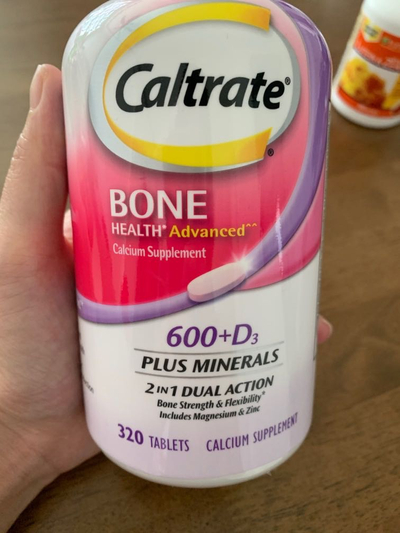 Caltrate®
®
BONE
HEALTH* Advanced^^
Calcium Supplement
600+D3
PLUS MINERALS
2 IN 1 DUAL ACTION
Bone Strength & Flexibility*
Includes Magnesium & Zinc
320 TABLETS CALCIUM SUPPLEMENT